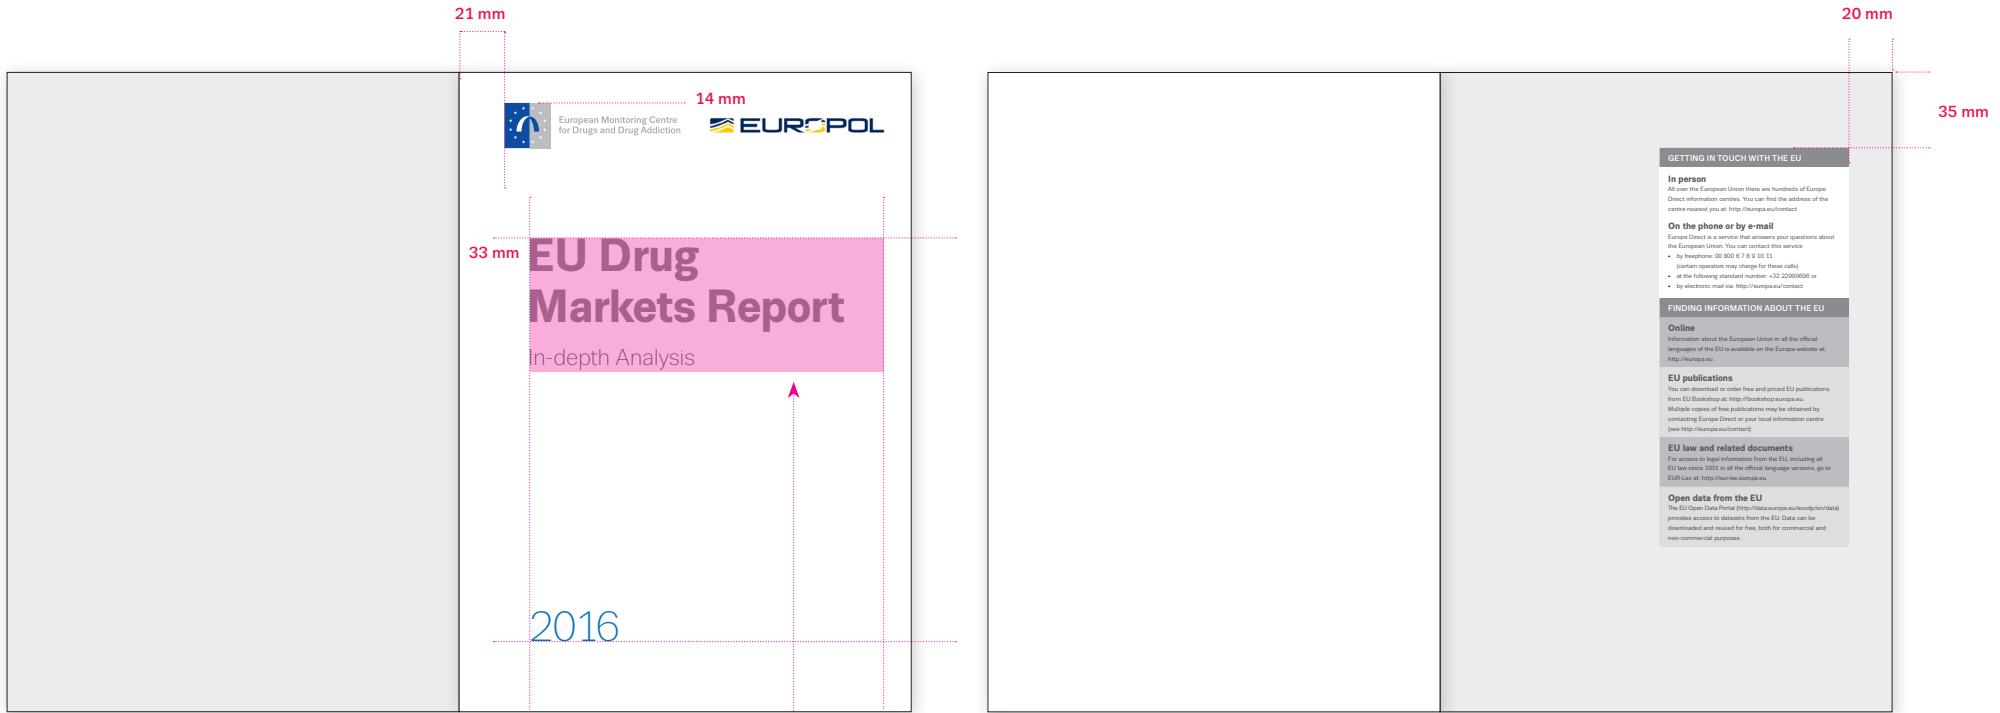 21 mm
20 mm
14 mm
35 mm
European Monitoring Centre
for Drugs and Drug Addiction
EUROPOL
33 mm
EU Drug
Markets Report
In-depth Analysis
2016
GETTING IN TOUCH WITH THE EU
In person
All over the European Union there are hundreds of Europe
Direct information centres. You can find the address of the
centre nearest you at: http://europa.eu/contact
On the phone or by e-mail
Europe Direct is a service that answers your questions about
the European Union. You can contact this service
• by freephone: 00 800 6 7 8 9 10 11
(certain operators may charge for these calls)
• at the following standard number: +32 22999696 or
• by electronic mail via: http://europa.eu/contact
FINDING INFORMATION ABOUT THE EU
Online
Information about the European Union in all the official
languages of the EU is available on the Europa website at:
http://europa.eu
EU publications
You can download or order free and priced EU publications
from EU Bookshop at: http://bookshop.europa.eu.
Multiple copies of free publications may be obtained by
contacting Europe Direct or your local information centre
(see http://europa.eu/contact)
EU law and related documents
For access to legal information from the EU, including all
EU law since 1951 in all the official language versions, go to
EUR-Lex at: http://eur-lex.europa.eu
Open data from the EU
The EU Open Data Portal (http://data.europa.eu/euodp/en/data)
provides access to datasets from the EU. Data can be
downloaded and reused for free, both for commercial and
non-commercial purposes.